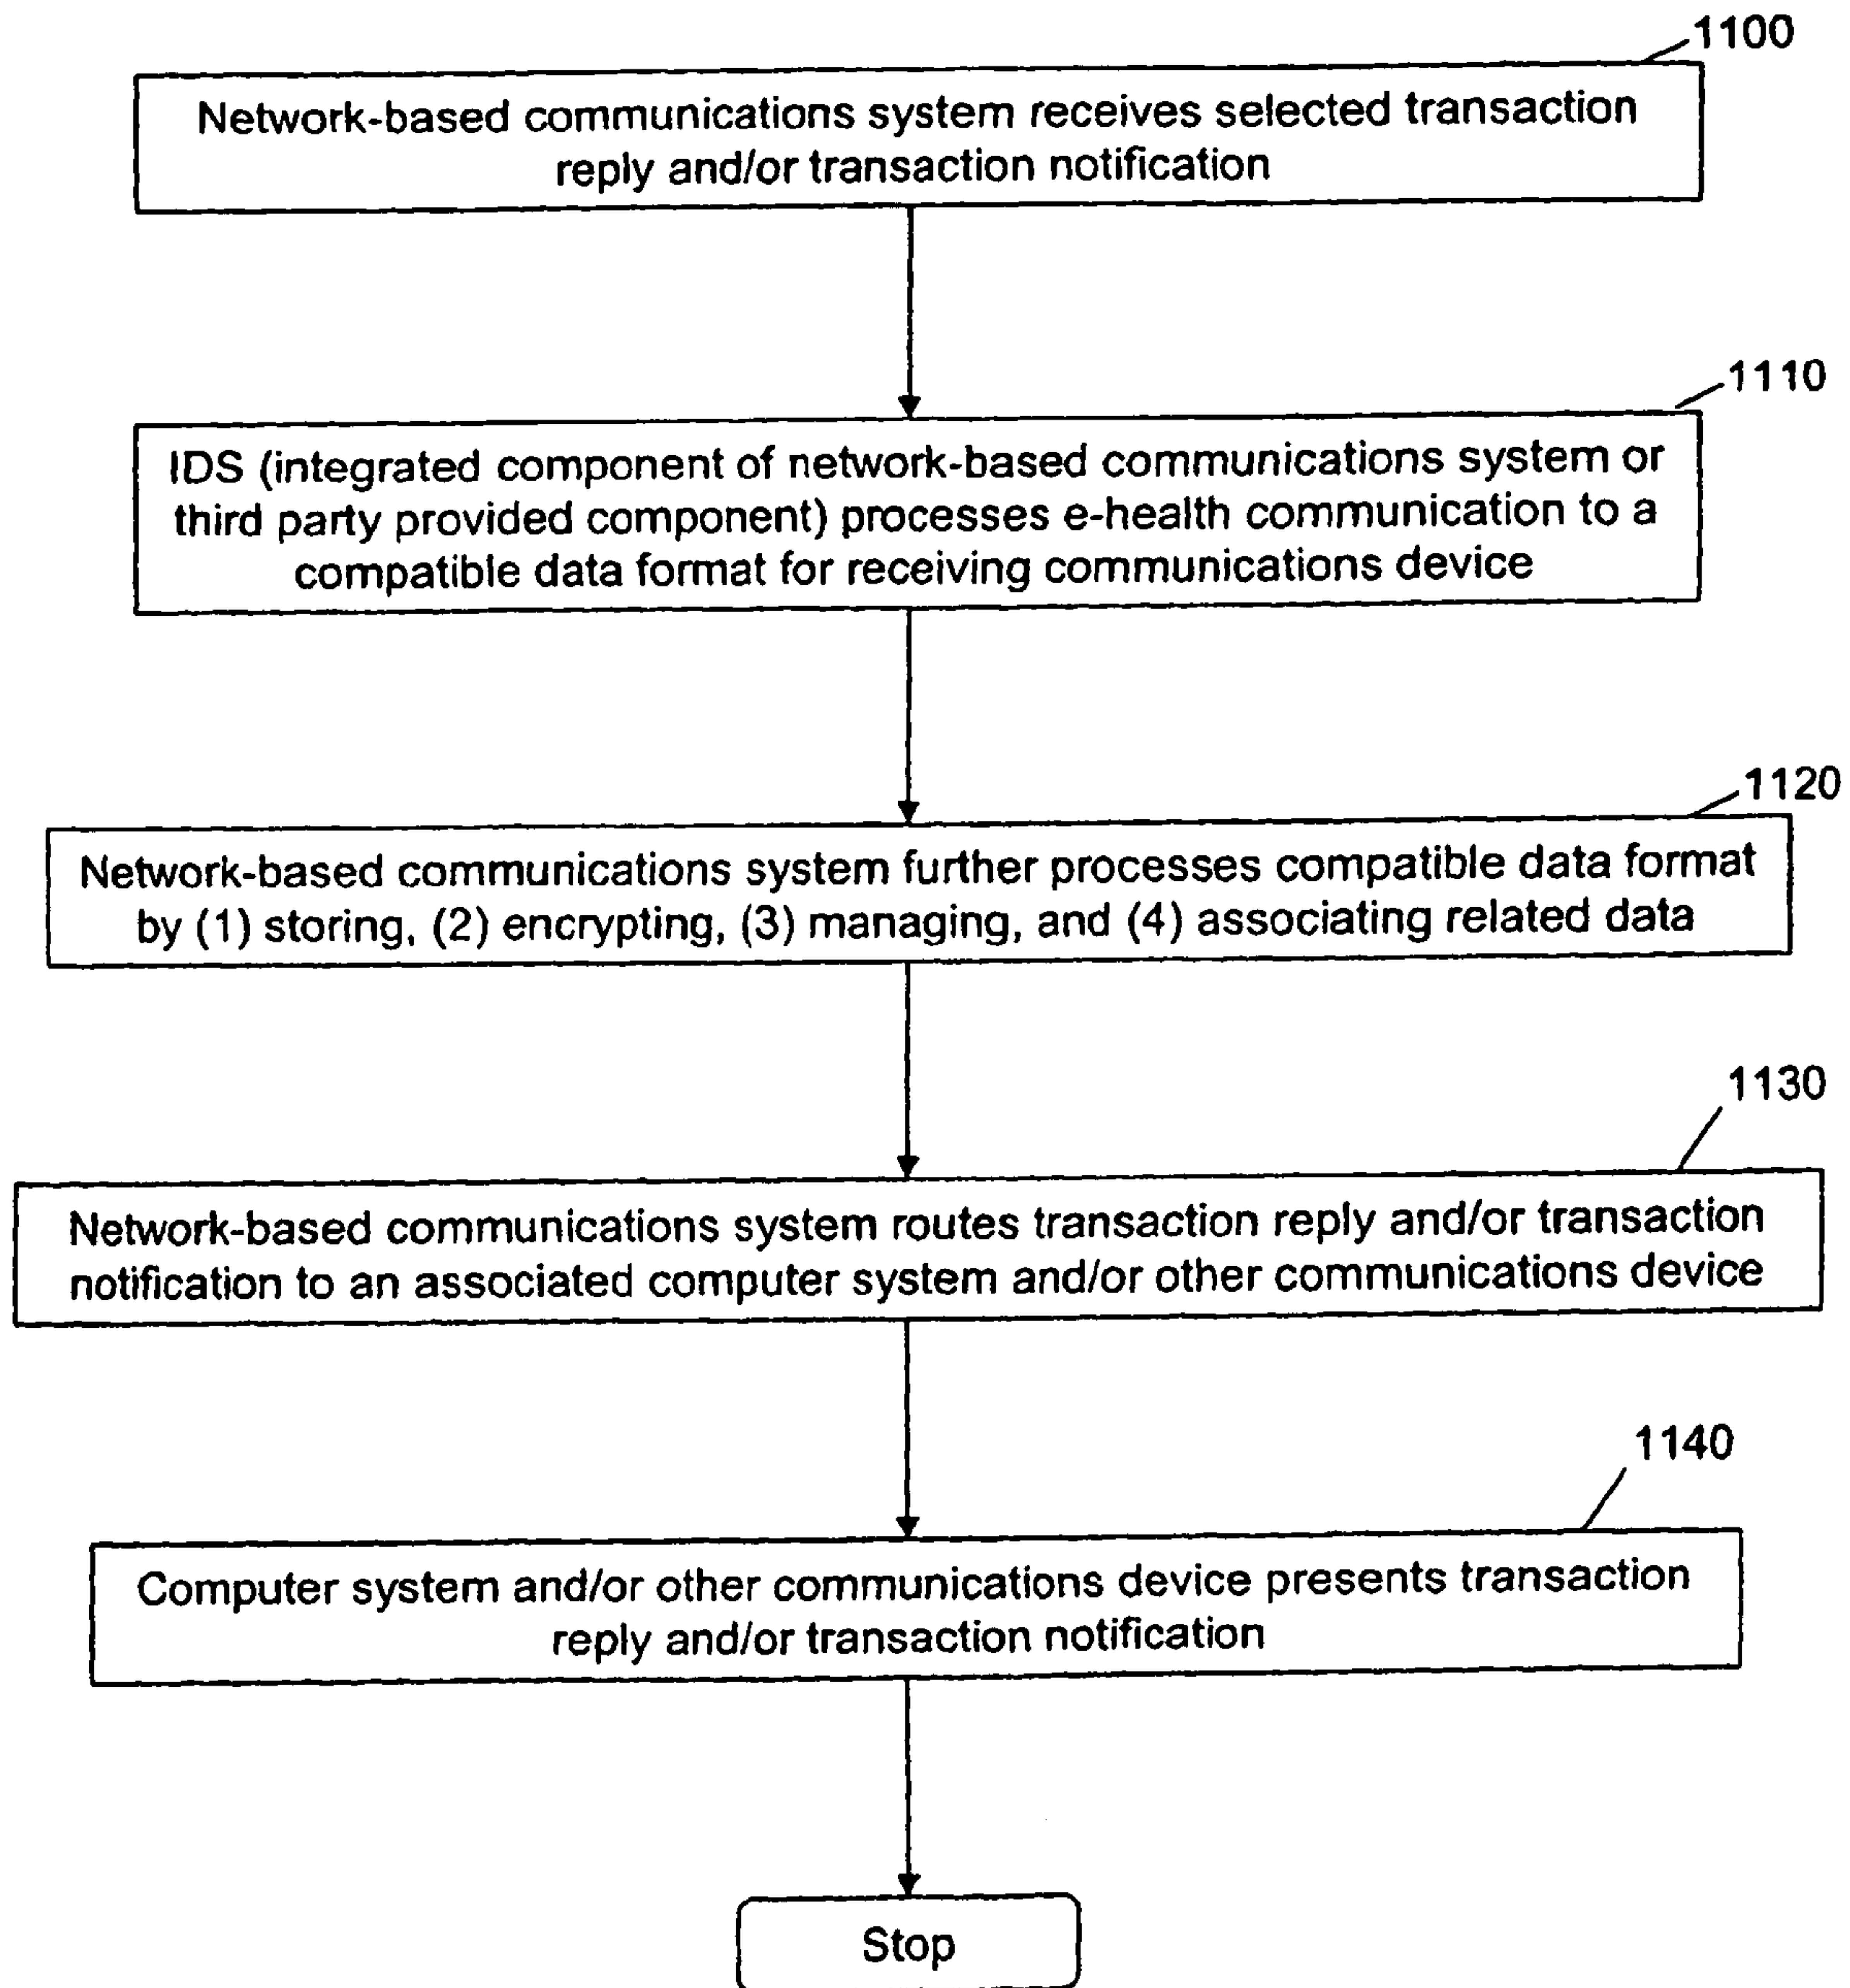 1100
Network-based communications system receives selected transaction
reply and/or transaction notification
1110
IDS (integrated component of network-based communications system or
third party provided component) processes e-health communication to a
compatible data format for receiving communications device
1120
Network-based communications system further processes compatible data format
by (1) storing, (2) encrypting, (3) managing, and (4) associating related data
1130
Network-based communications system routes transaction reply and/or transaction
notification to an associated computer system and/or other communications device
1140
Computer system and/or other communications device presents transaction
reply and/or transaction notification
Stop